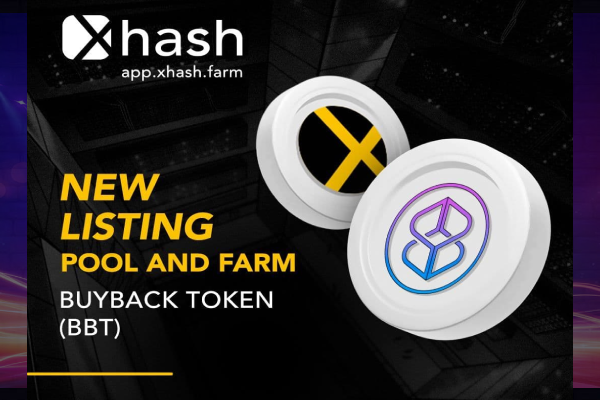 Xhash
app.xhash.farm
NEW
LISTING
POOL AND FARM
BUYBACK TOKEN
(BBT)